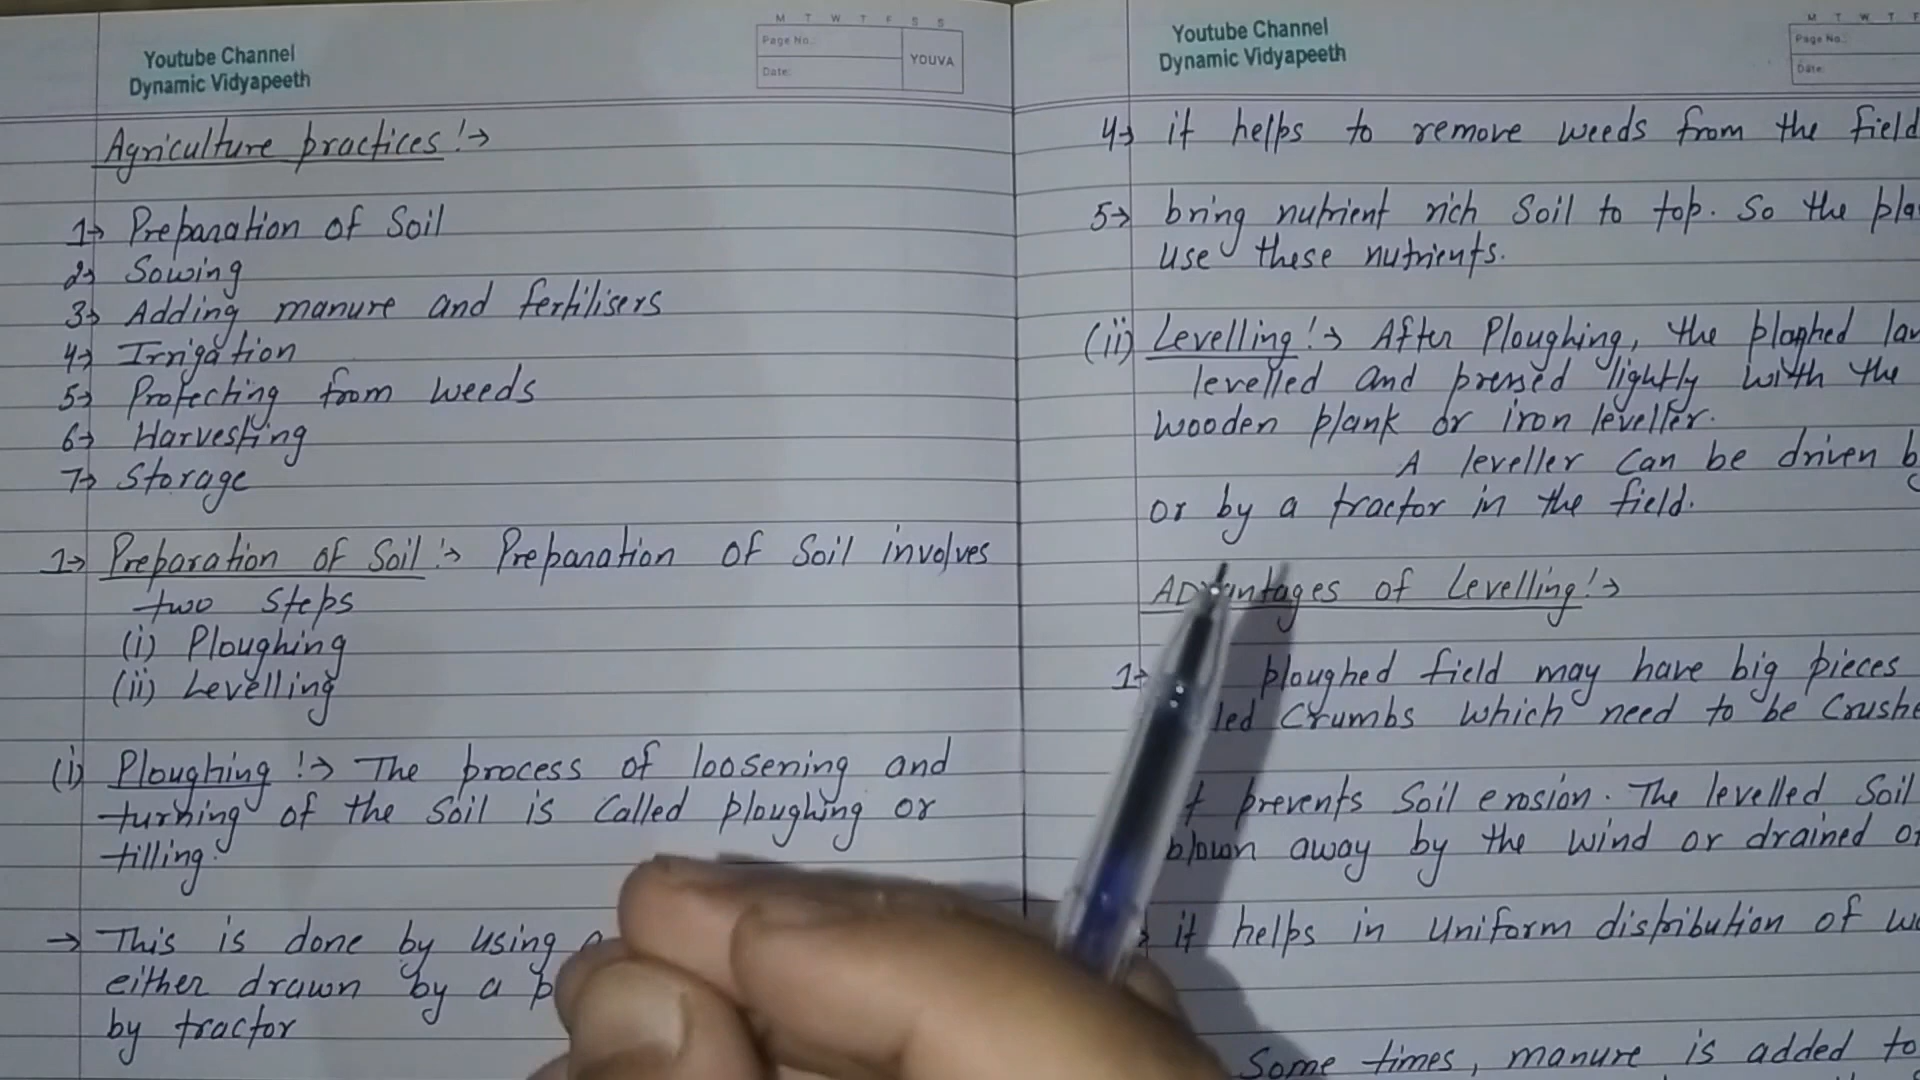 Youtube Channel
Dynamic Vidyapeeth
M T W T F S S
Page No.:
Date:
YOUVA
Agriculture practices !→
1→ Preparation of Soil
2→ Sowing
3→ Adding manure and fertilisers
4→ Irrigation
5→ Protecting from weeds
6→ Harvesting
7→ Storage
1→ Preparation of Soil !→ Preparation of Soil involves
two Steps
(i) Ploughing
(ii) Levelling
(i) Ploughing !→ The process of loosening and
turning of the Soil is Called ploughing or
tilling.
→ This is done by using
either drawn by a
by tractor
Youtube Channel
Dynamic Vidyapeeth
M T W T F
Page No.:
Date:
4→ it helps to remove weeds from the field
5→ bring nutrient rich Soil to top. So the
use these nutrients.
(ii) Levelling !→ After Ploughing, the
levelled and pressed lightly with the
wooden plank or iron leveller.
A leveller Can be driven
or by a tractor in the field.
Advantages of Levelling !→
1→ ploughed field may have big pieces
Crumbs which need to be
prevents Soil erosion. The levelled Soil
blown away by the wind or drained
it helps in Uniform distribution of
Some times, manure is added to